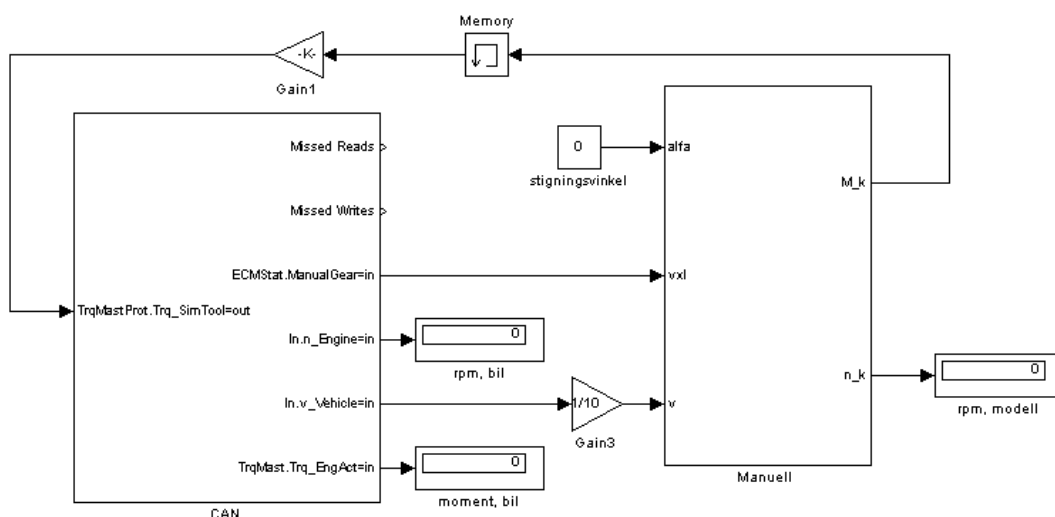 Memory
-K-
Gain1
Missed Reads
Missed Writes
ECMStat.ManualGear=in
TrqMastProt.Trq_SimTool=out
In.n_Engine=in
In.v_Vehicle=in
TrqMast.Trq_EngAct=in
CAN
0
rpm, bil
0
moment, bil
0
stigningsvinkel
1/10
Gain3
alfa
M_k
vxl
n_k
v
Manuell
0
rpm, modell